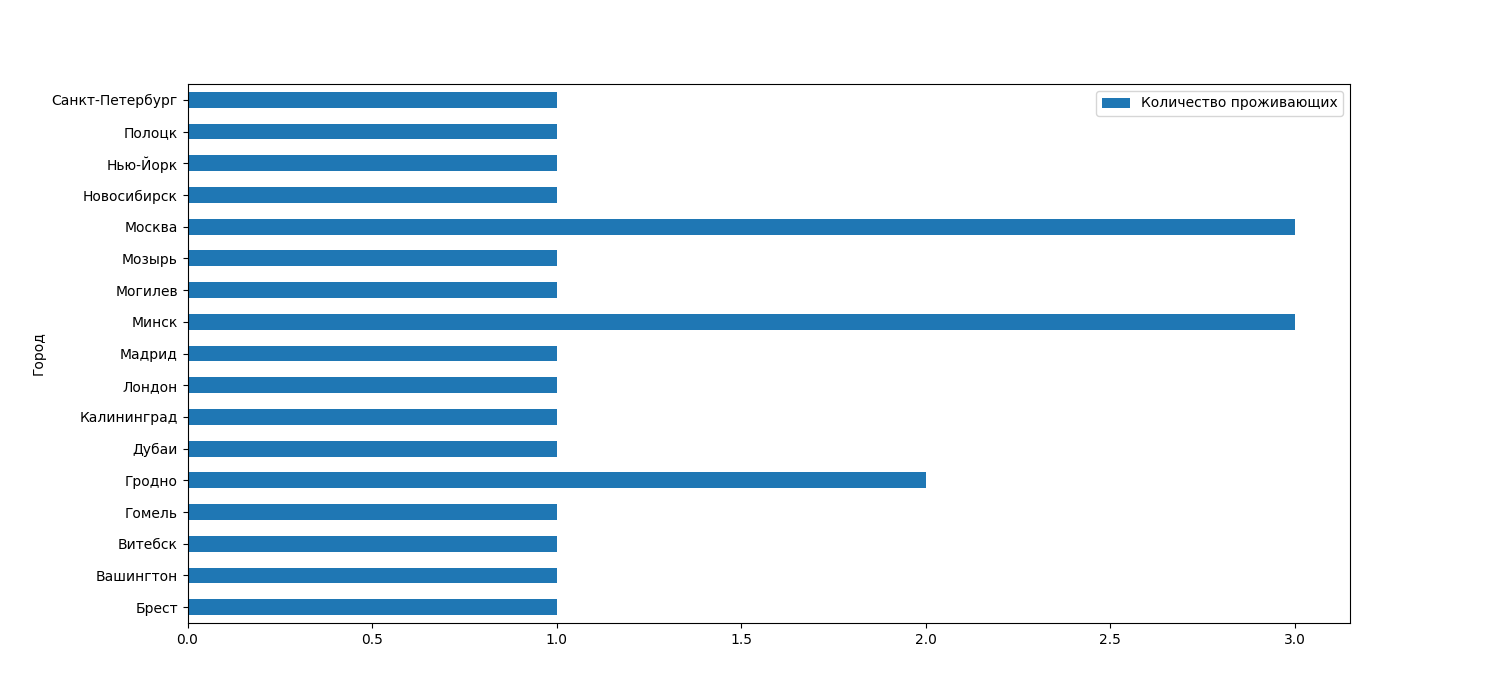 Количество проживающих
Город
Санкт-Петербург
Полоцк
Нью-Йорк
Новосибирск
Москва
Мозырь
Могилев
Минск
Мадрид
Лондон
Калининград
Дубаи
Гродно
Гомель
Витебск
Вашингтон
Брест
0.0 0.5 1.0 1.5 2.0 2.5 3.0